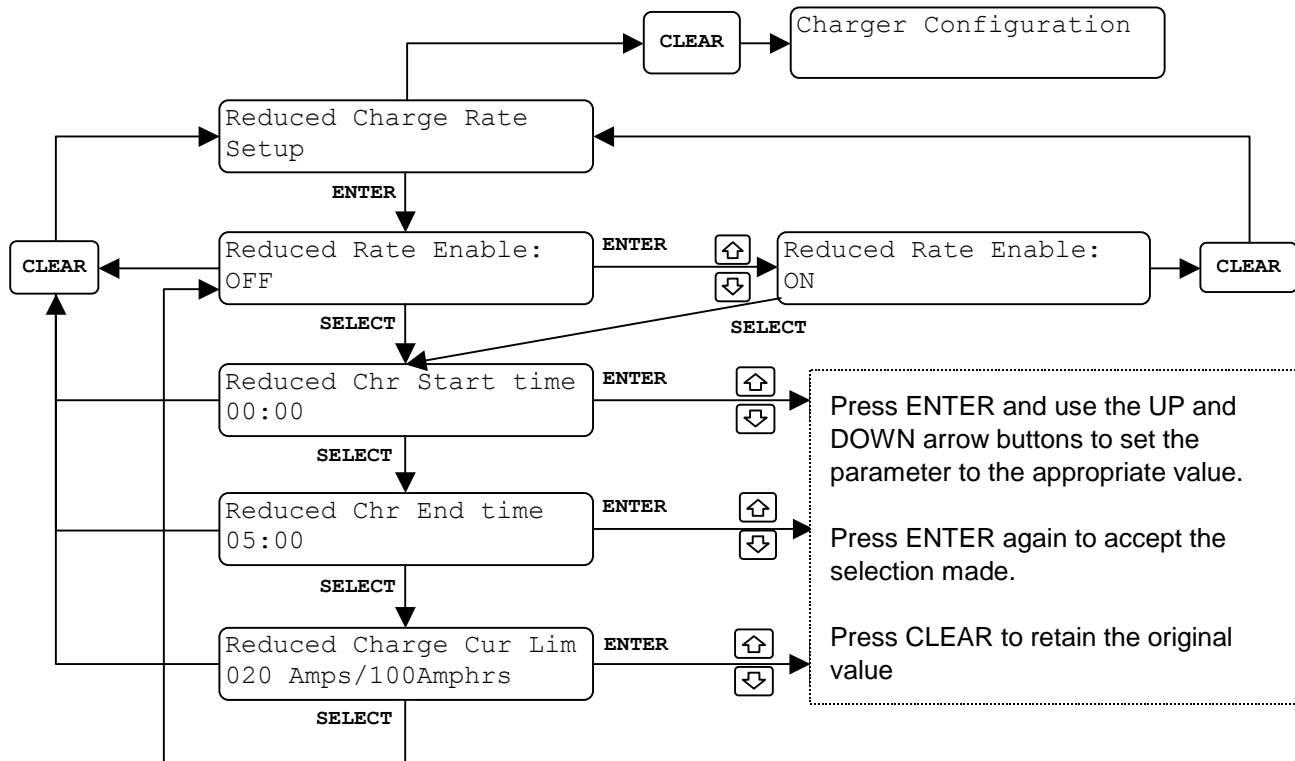 CLEAR
Charger Configuration
Reduced Charge Rate
Setup
ENTER
CLEAR
Reduced Rate Enable:
OFF
ENTER
Reduced Rate Enable:
ON
CLEAR
SELECT
SELECT
Reduced Chr Start time
00:00
ENTER
SELECT
Reduced Chr End time
05:00
ENTER
SELECT
Reduced Charge Cur Lim
020 Amps/100Amphrs
ENTER
SELECT
Press ENTER and use the UP and
DOWN arrow buttons to set the
parameter to the appropriate value.
Press ENTER again to accept the
selection made.
Press CLEAR to retain the original
value